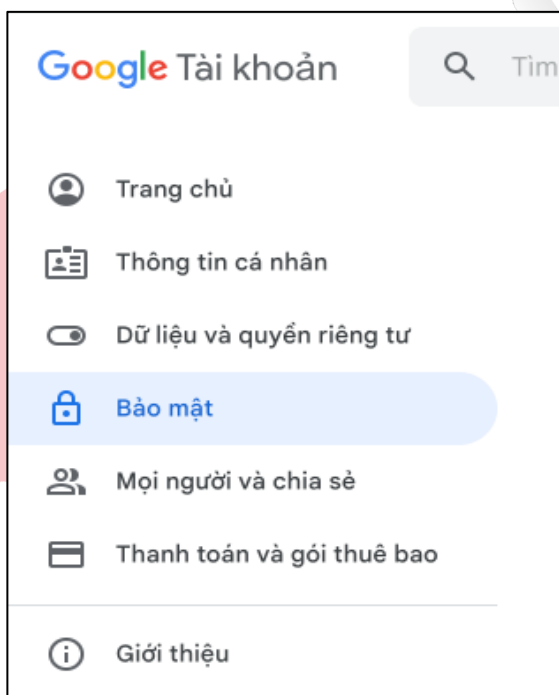 Google Tài khoản
Tìm
Trang chủ
Thông tin cá nhân
Dữ liệu và quyền riêng tư
Bảo mật
Mọi người và chia sẻ
Thanh toán và gói thuê bao
Giới thiệu